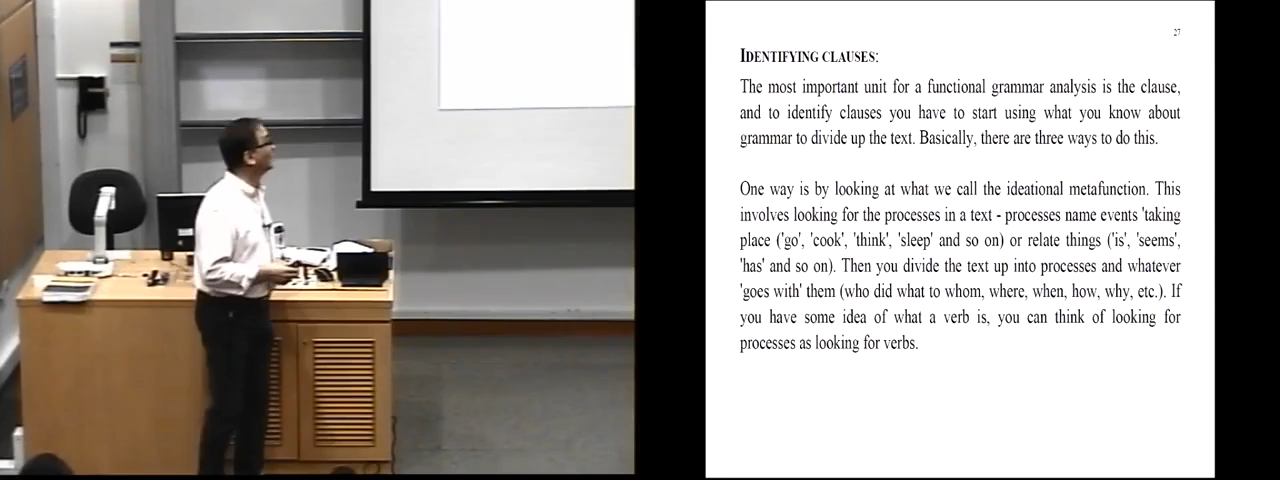 27
IDENTIFYING CLAUSES:
The most important unit for a functional grammar analysis is the clause,
and to identify clauses you have to start using what you know about
grammar to divide up the text. Basically, there are three ways to do this.
One way is by looking at what we call the ideational metafunction. This
involves looking for the processes in a text - processes name events 'taking
place ('go', 'cook', 'think', 'sleep' and so on) or relate things ('is', 'seems',
'has' and so on). Then you divide the text up into processes and whatever
'goes with' them (who did what to whom, where, when, how, why, etc.). If
you have some idea of what a verb is, you can think of looking for
processes as looking for verbs.